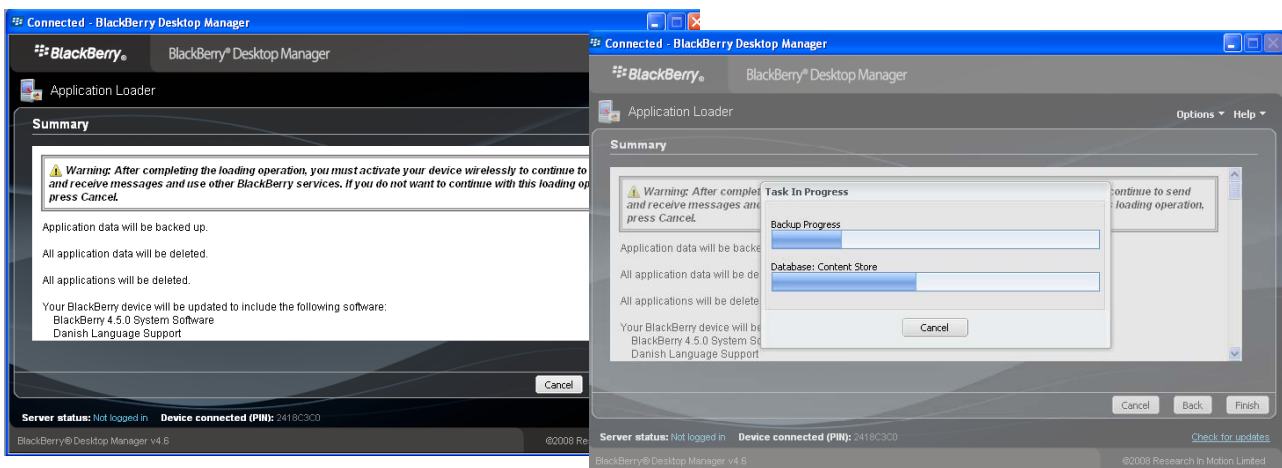 Connected - BlackBerry Desktop Manager
BlackBerry®
BlackBerry® Desktop Manager
Application Loader
Summary
Warning: After completing the loading operation, you must activate your device wirelessly to continue to
and receive messages and use other BlackBerry services. If you do not want to continue with this loading op
press Cancel.
Application data will be backed up.
All application data will be deleted.
All applications will be deleted.
Your BlackBerry device will be updated to include the following software:
BlackBerry 4.5.0 System Software
Danish Language Support
Cancel
Server status: Not logged in Device connected (PIN): 2418C3C0
BlackBerry® Desktop Manager v4.6
©2008 Re
Connected - BlackBerry Desktop Manager
BlackBerry®
BlackBerry® Desktop Manager
Application Loader
Options Help
Summary
Warning: After complet
continue to send
and receive messages an
loading operation,
press Cancel.
Application data will be backe
All application data will be de
All applications will be delete
Your BlackBerry device will be
BlackBerry 4.5.0 System So
Danish Language Support
Task In Progress
Backup Progress
Database: Content Store
Cancel
Cancel Back Finish
Server status: Not logged in Device connected (PIN): 2418C3C0
Check for updates
BlackBerry® Desktop Manager v4.6
©2008 Research In Motion Limited